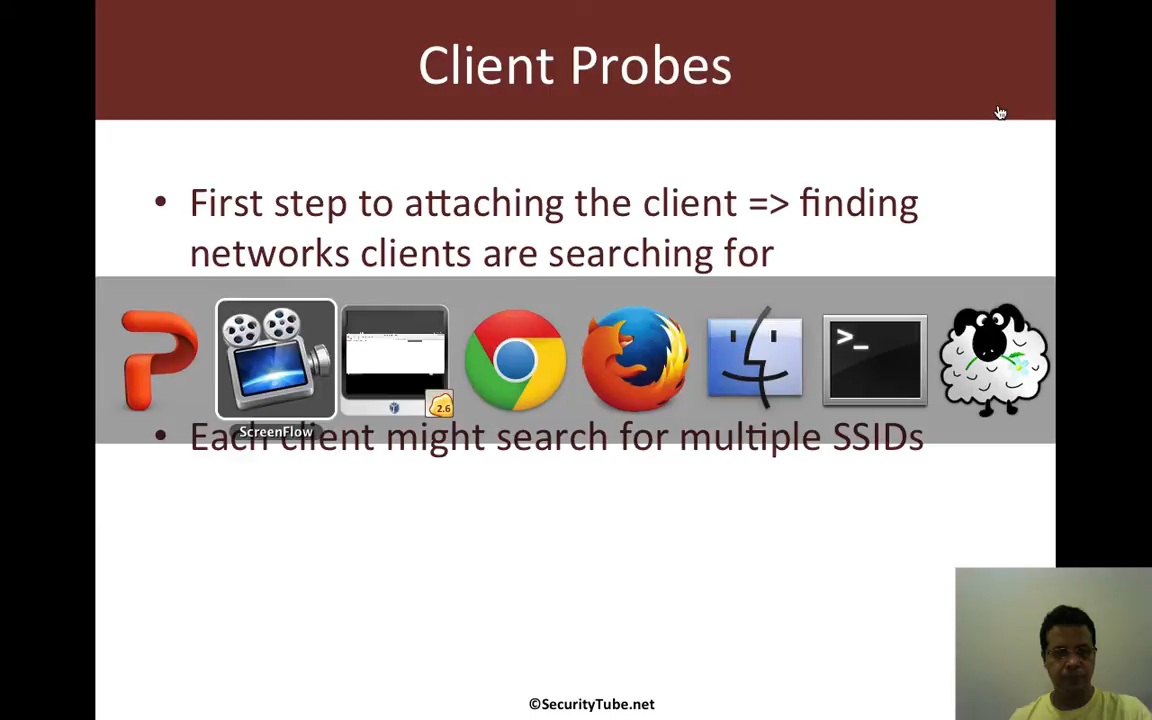 Client Probes
• First step to attaching the client => finding
networks clients are searching for
2.6
>_
ScreenFlow
• Each client might search for multiple SSIDs
©SecurityTube.net